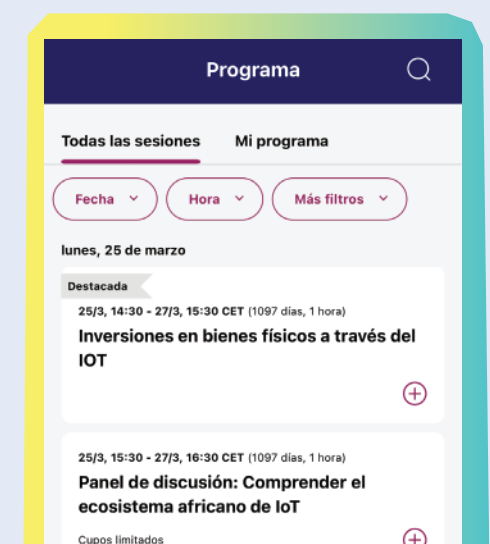 Programa
Todas las sesiones Mi programa
Fecha Hora Más filtros
lunes, 25 de marzo
Destacada
25/3, 14:30 - 27/3, 15:30 CET (1097 días, 1 hora)
Inversiones en bienes físicos a través del
IOT
25/3, 15:30 - 27/3, 16:30 CET (1097 días, 1 hora)
Panel de discusión: Comprender el
ecosistema africano de IoT
Cupos limitados